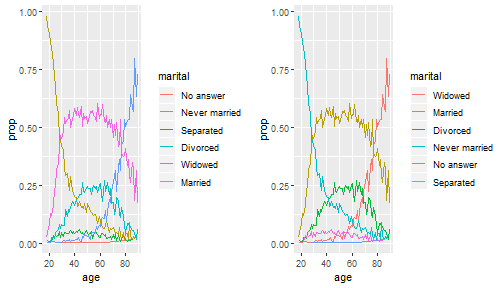 1.00
0.75
0.50
0.25
0.00
prop
20 40 60 80
age
marital
No answer
Never married
Separated
Divorced
Widowed
Married
1.00
0.75
0.50
0.25
0.00
prop
20 40 60 80
age
marital
Widowed
Married
Divorced
Never married
No answer
Separated